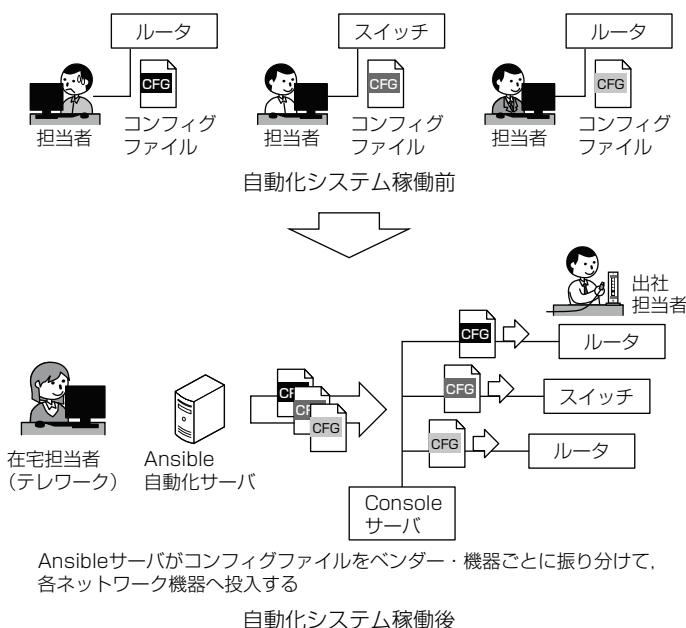 ルータ
スイッチ
ルータ
CFG
CFG
CFG
担当者
コンフィグ
ファイル
担当者
コンフィグ
ファイル
担当者
コンフィグ
ファイル
自動化システム稼働前
出社
担当者
CFG
ルータ
CFG
スイッチ
CF
CF
CFG
CFG
ルータ
在宅担当者
(テレワーク)
Ansible
自動化サーバ
Console
サーバ
Ansibleサーバがコンフィグファイルをベンダー・機器ごとに振り分けて,
各ネットワーク機器へ投入する
自動化システム稼働後